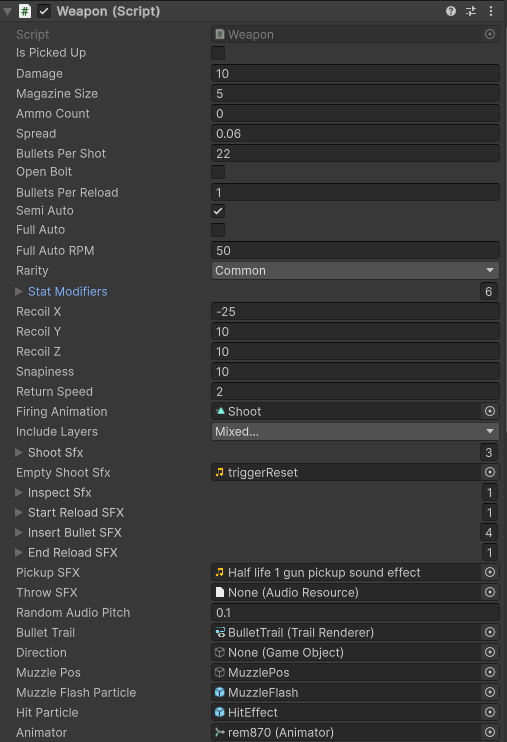 Weapon (Script)
Script Weapon
Is Picked Up
Damage 10
Magazine Size 5
Ammo Count 0
Spread 0.06
Bullets Per Shot 22
Open Bolt
Bullets Per Reload 1
Semi Auto
Full Auto
Full Auto RPM 50
Rarity Common
Stat Modifiers 6
Recoil X -25
Recoil Y 10
Recoil Z 10
Snapiness 10
Return Speed 2
Firing Animation Shoot
Include Layers Mixed...
Shoot Sfx 3
Empty Shoot Sfx triggerReset
Inspect Sfx 1
Start Reload SFX 1
Insert Bullet SFX 4
End Reload SFX 1
Pickup SFX Half life 1 gun pickup sound effect
Throw SFX None (Audio Resource)
Random Audio Pitch 0.1
Bullet Trail BulletTrail (Trail Renderer)
Direction None (Game Object)
Muzzle Pos MuzzlePos
Muzzle Flash Particle MuzzleFlash
Hit Particle HitEffect
Animator rem870 (Animator)